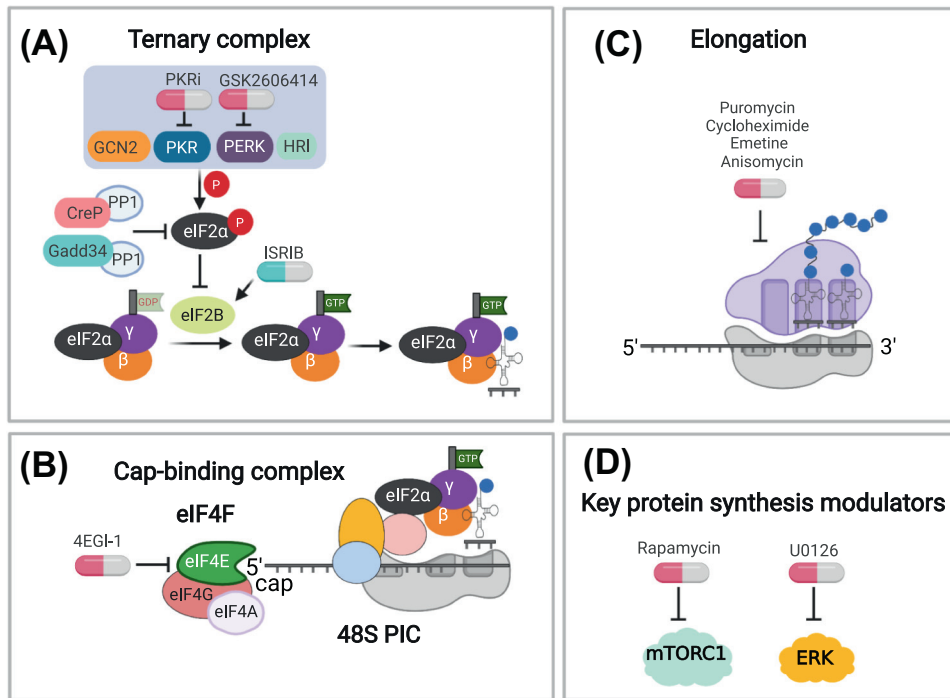 (A)
Ternary complex
PKRi
GSK2606414
GCN2
PKR
PERK
HRI
P
CreP
PP1
Gadd34
PP1
eIF2α
P
ISRIB
eIF2B
GDP
eIF2α
γ
β
GTP
eIF2α
γ
β
GTP
eIF2α
γ
β
(B)
Cap-binding complex
eIF4F
4EGI-1
eIF4E
eIF4G
eIF4A
5'
cap
GTP
eIF2α
γ
β
48S PIC
(C)
Elongation
Puromycin
Cycloheximide
Emetine
Anisomycin
5'
3'
(D)
Key protein synthesis modulators
Rapamycin
U0126
mTORC1
ERK